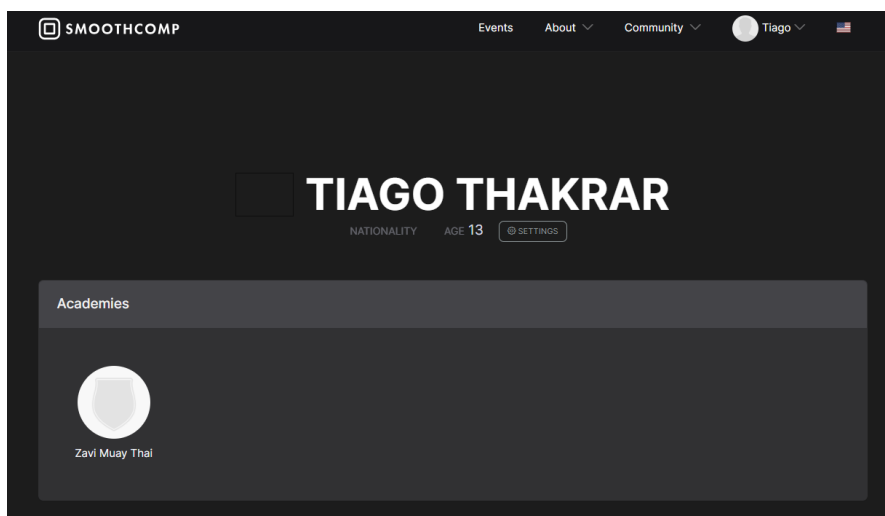 SMOOTHCOMP Events About Community Tiago
TIAGO THAKRAR
NATIONALITY AGE 13 SETTINGS
Academies
Zavi Muay Thai